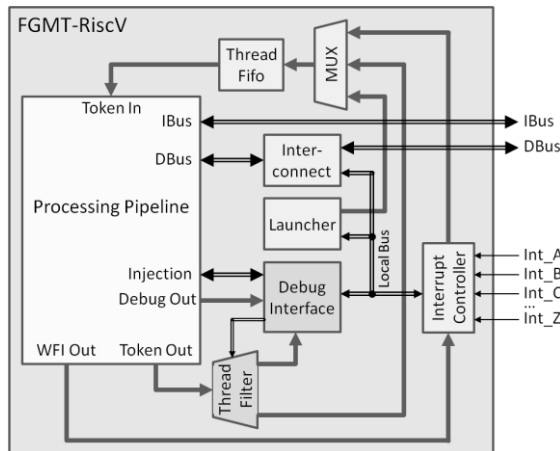 FGMT-RiscV
Thread
Fifo
MUX
Token In
IBus
IBus
DBus
DBus
Inter-
connect
Processing Pipeline
Launcher
Local Bus
Injection
Debug Out
Debug
Interface
Interrupt
Controller
Int_A
Int_B
Int_C
...
Int_Z
WFI Out
Token Out
Thread
Filter